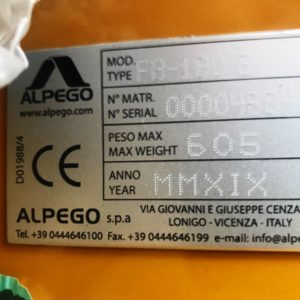 ALPEGO
www.alpego.com
MOD.
TYPE
N° MATR.
N° SERIAL
PESO MAX
MAX WEIGHT 605
ANNO
YEAR MMXIX
D01988/4
CE
ALPEGO s.p.a
VIA GIOVANNI E GIUSEPPE CENZA
LONIGO - VICENZA - ITALY
Tel. +39 0444646100 Fax. +39 0444646199 e-mail: info@alpe